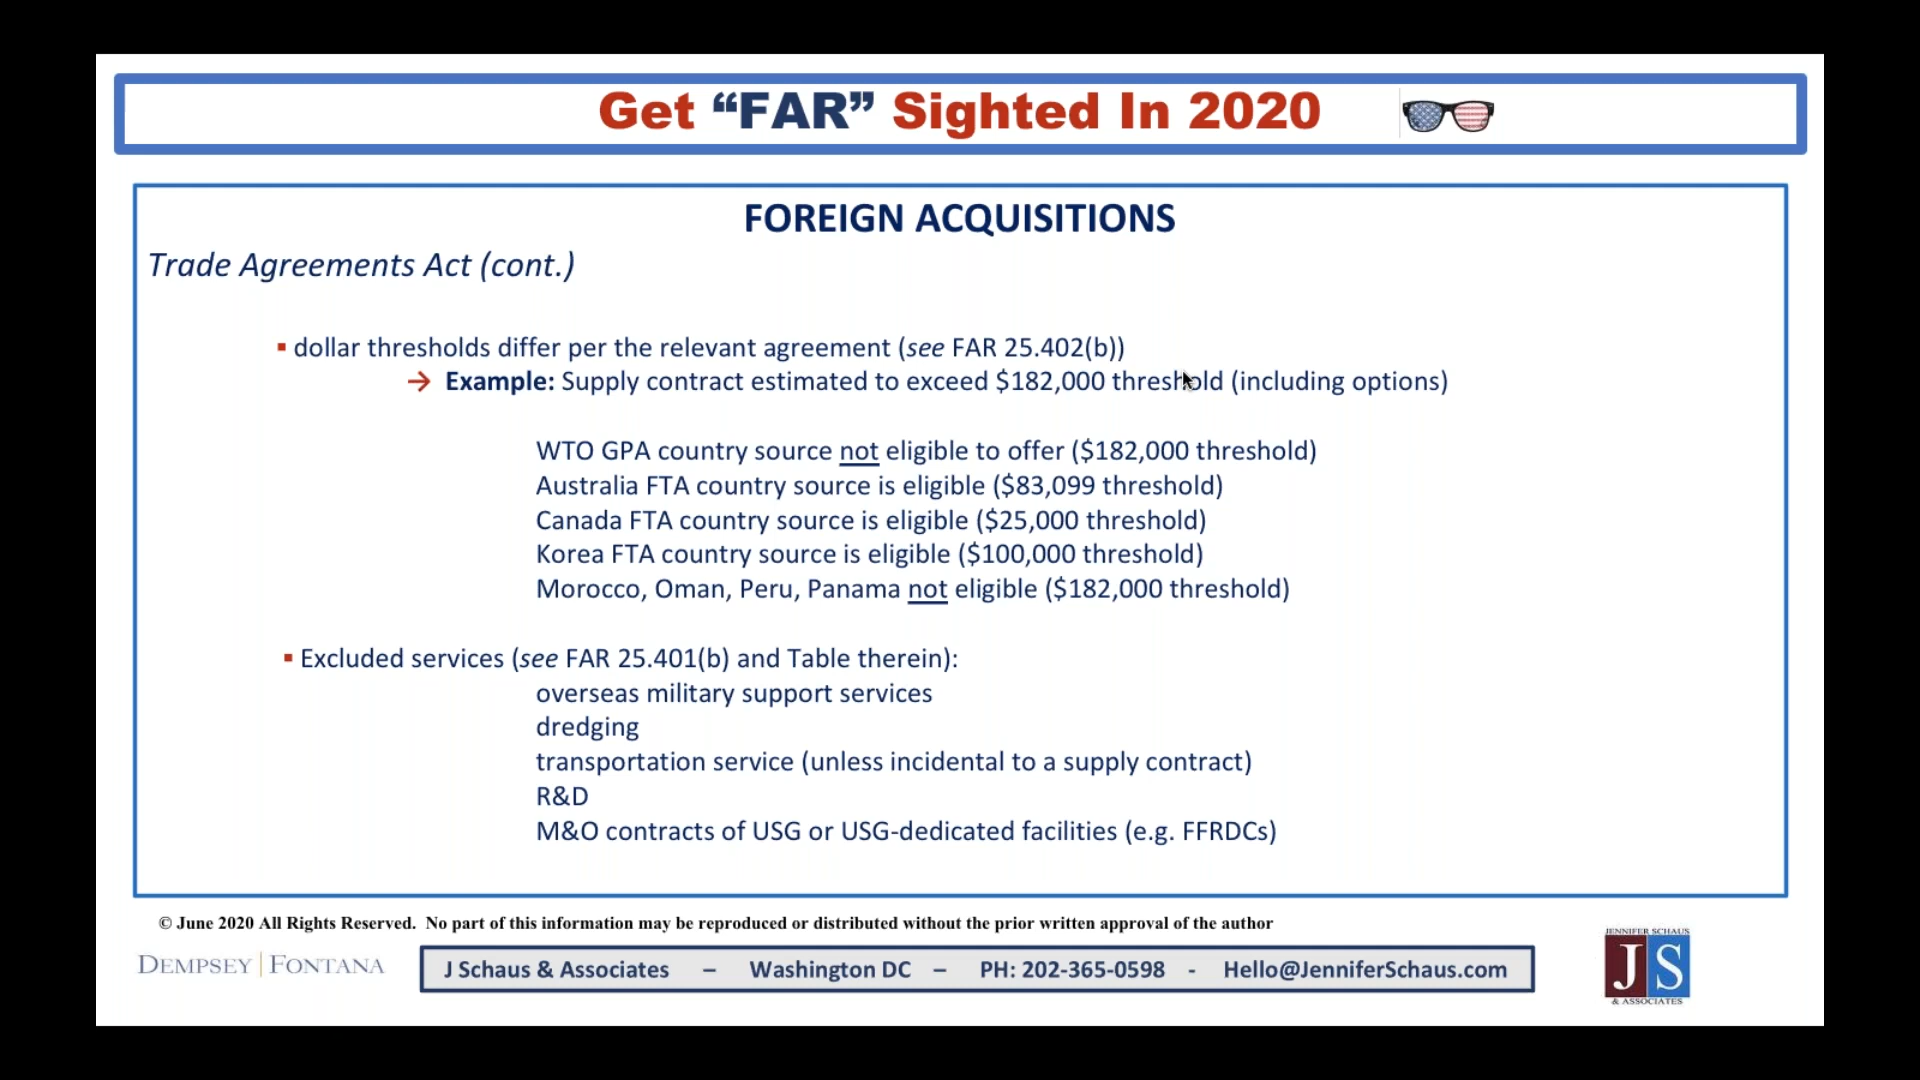 Get “FAR” Sighted In 2020
FOREIGN ACQUISITIONS
Trade Agreements Act (cont.)
▪ dollar thresholds differ per the relevant agreement (see FAR 25.402(b))
→ Example: Supply contract estimated to exceed $182,000 threshold (including options)
WTO GPA country source not eligible to offer ($182,000 threshold)
Australia FTA country source is eligible ($83,099 threshold)
Canada FTA country source is eligible ($25,000 threshold)
Korea FTA country source is eligible ($100,000 threshold)
Morocco, Oman, Peru, Panama not eligible ($182,000 threshold)
▪ Excluded services (see FAR 25.401(b) and Table therein):
overseas military support services
dredging
transportation service (unless incidental to a supply contract)
R&D
M&O contracts of USG or USG-dedicated facilities (e.g. FFRDCs)
© June 2020 All Rights Reserved. No part of this information may be reproduced or distributed without the prior written approval of the author
DEMPSEY | FONTANA
J Schaus & Associates – Washington DC – PH: 202-365-0598 - Hello@JenniferSchaus.com
JENNIFER SCHAUS
JS
& ASSOCIATES